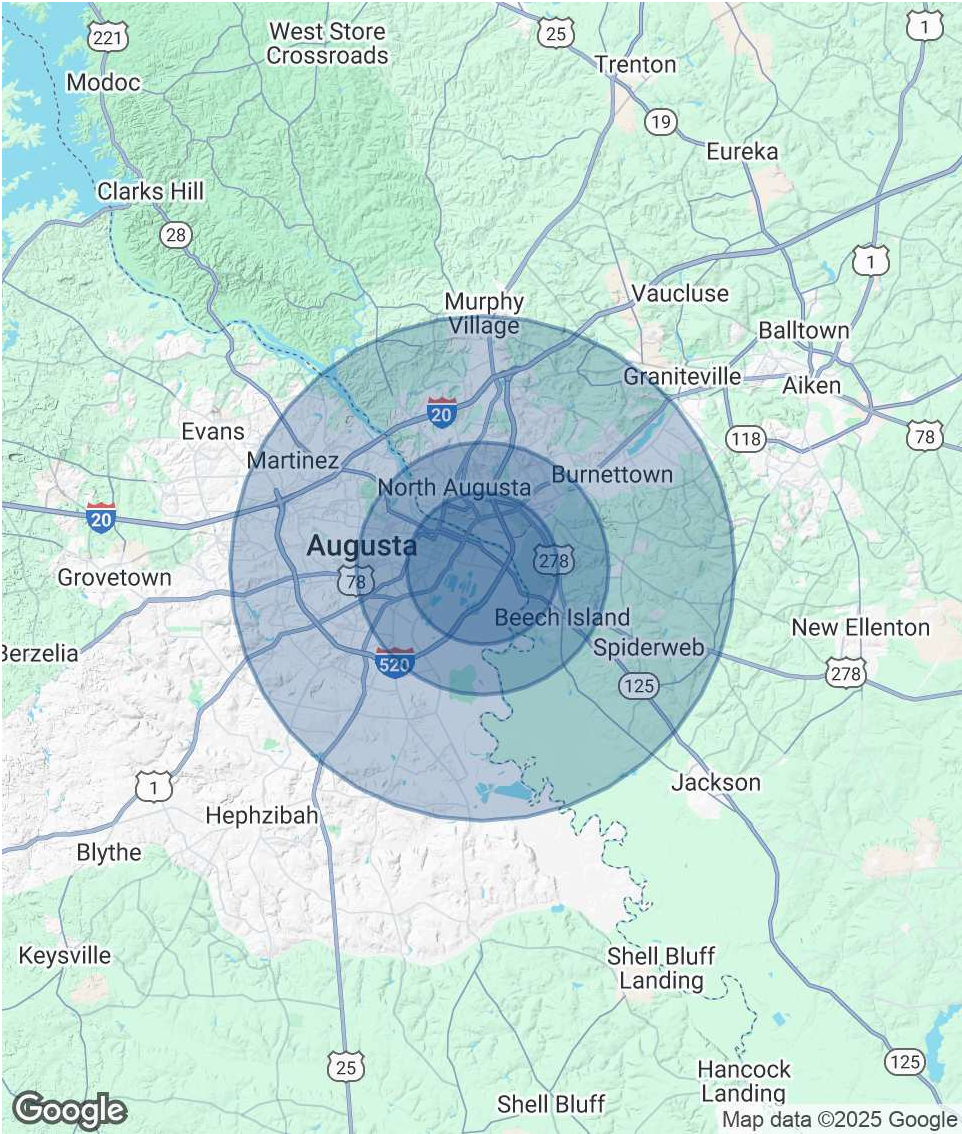 221
West Store
Crossroads
25
1
Modoc
Trenton
19
Eureka
Clarks Hill
28
1
Murphy
Village
Vaucluse
Balltown
Graniteville
Aiken
20
Evans
118
78
Martinez
Burnettown
North Augusta
20
Augusta
278
Grovetown
78
Beech Island
New Ellenton
Berzelia
Spiderweb
520
278
125
1
Jackson
Hephzibah
Blythe
Keysville
Shell Bluff
Landing
25
125
Hancock
Landing
Shell Bluff
Google
Map data ©2025 Google